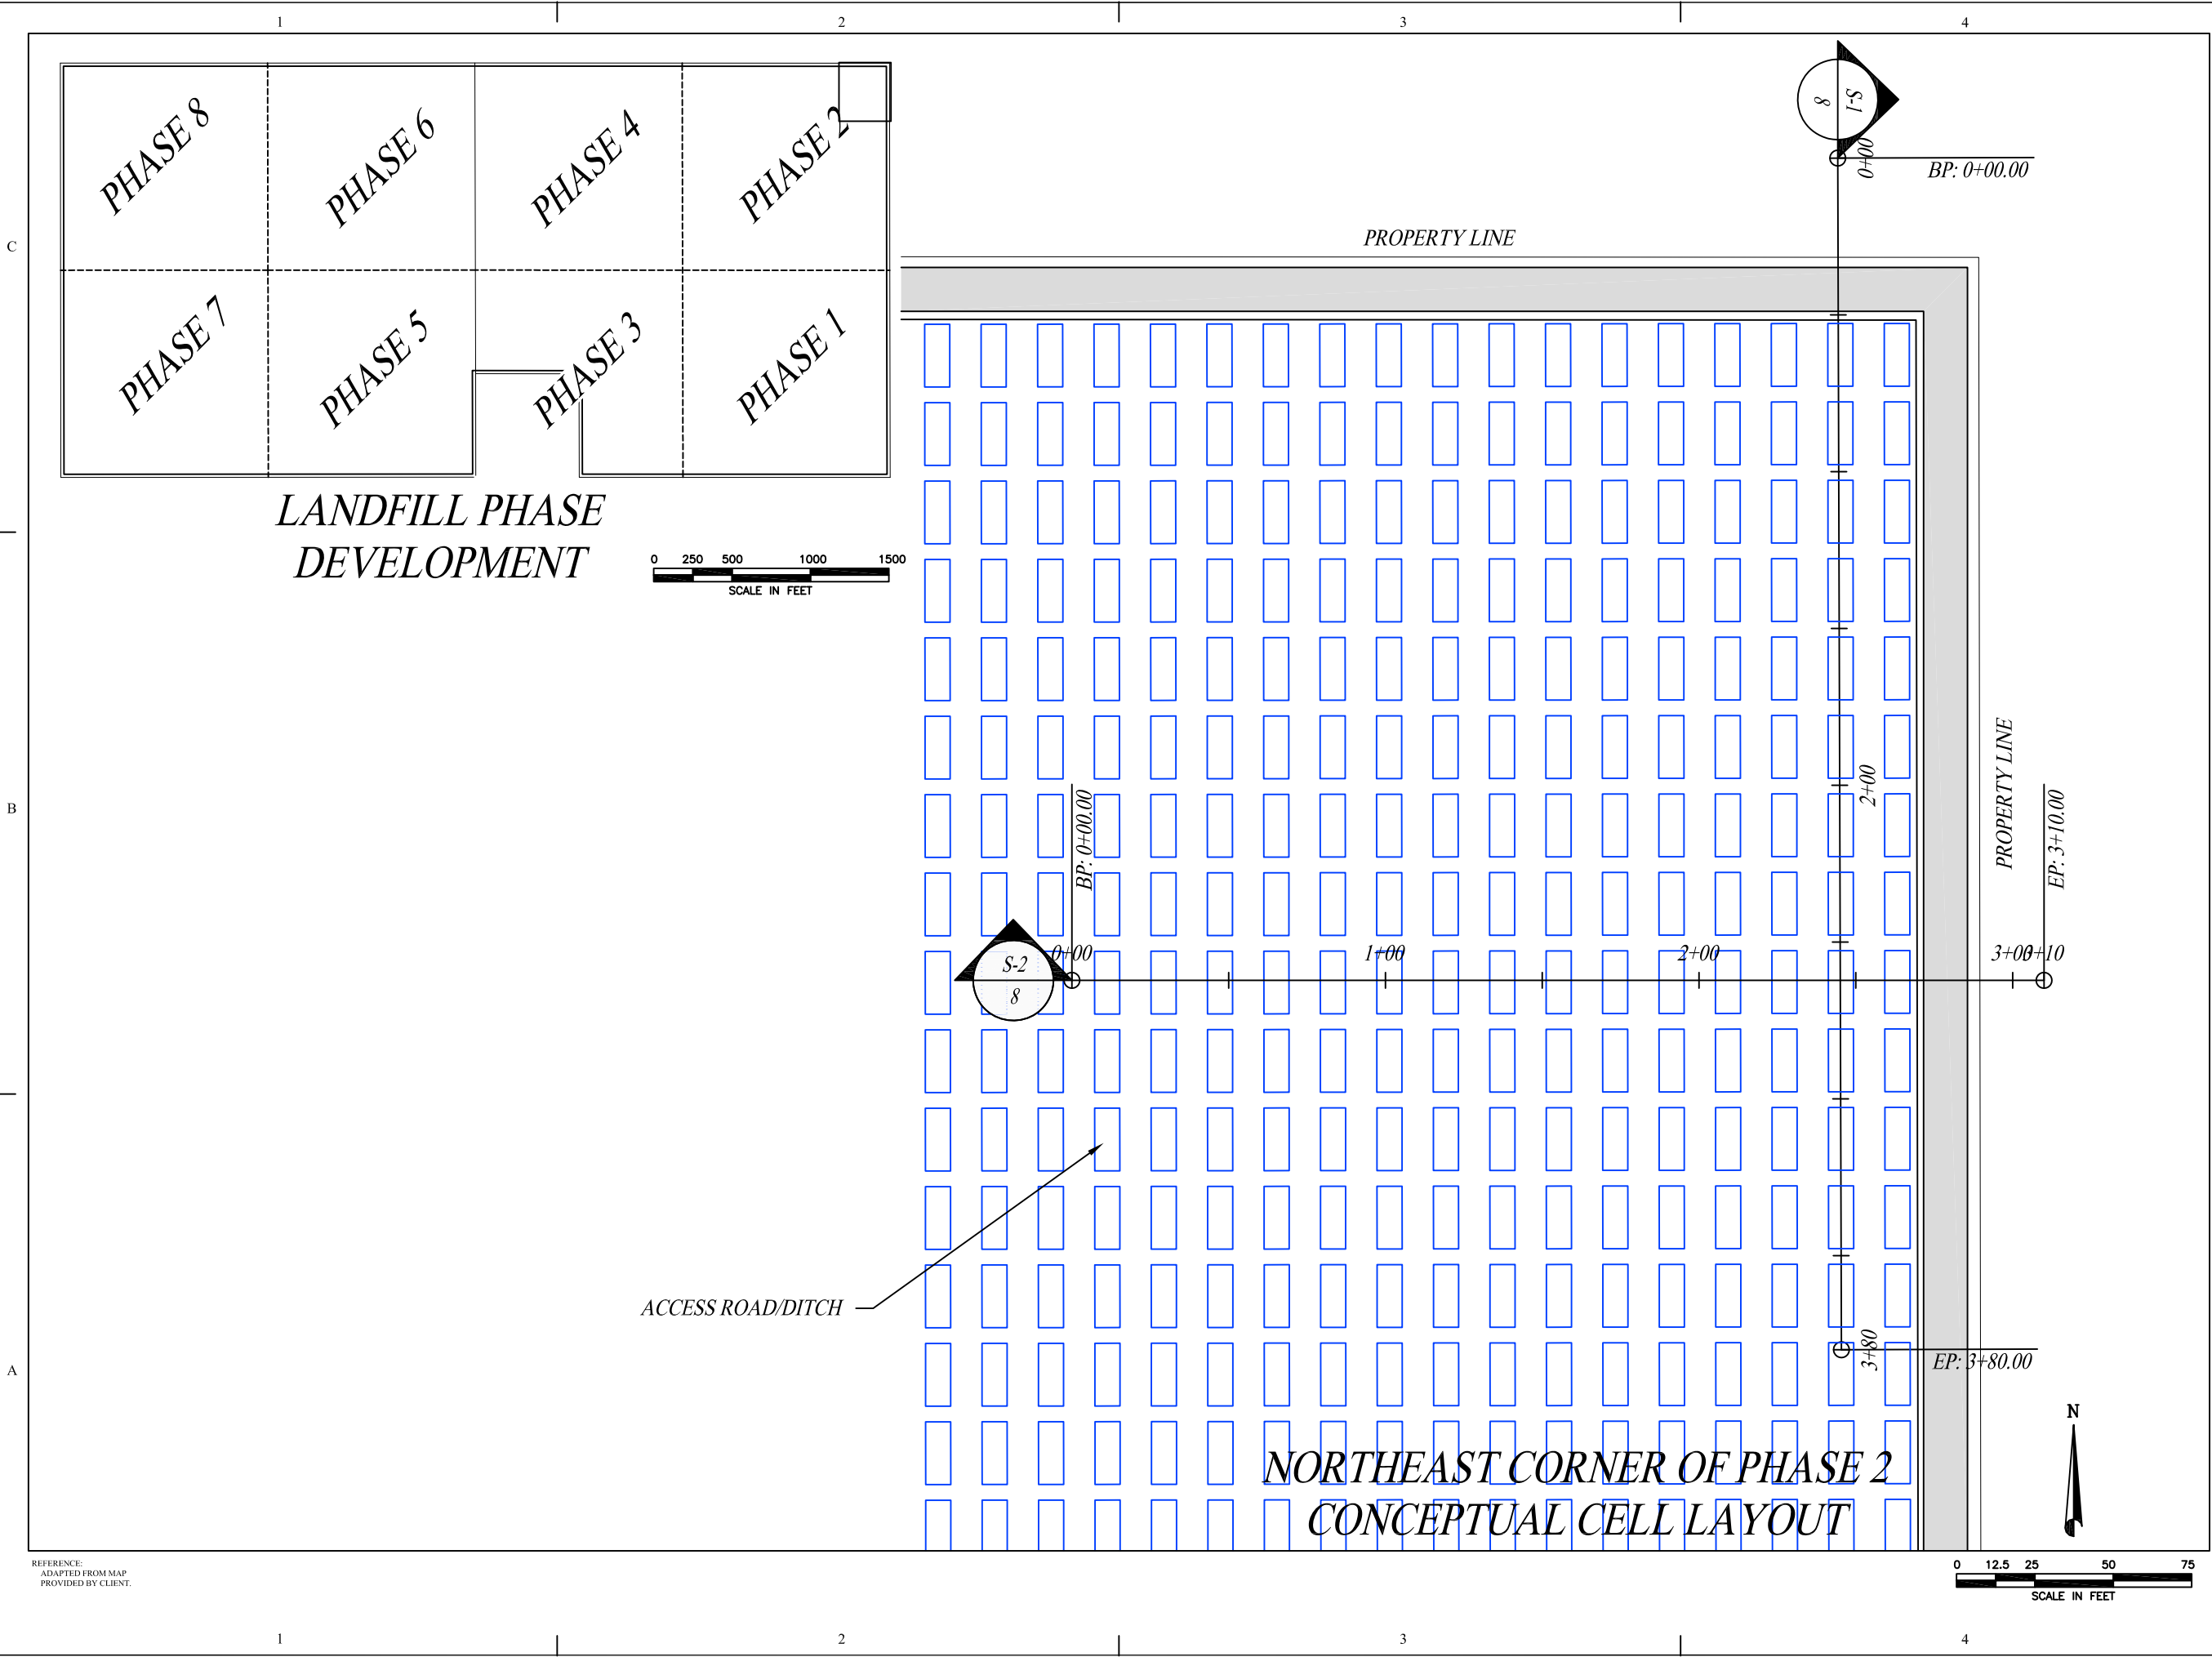 1 2 3 4
C
B
A
PHASE 8
PHASE 6
PHASE 4
PHASE 2
PHASE 7
PHASE 5
PHASE 3
PHASE 1
LANDFILL PHASE
DEVELOPMENT
0 250 500 1000 1500
SCALE IN FEET
S-1
8
0+00
BP: 0+00.00
PROPERTY LINE
2+00
PROPERTY LINE
BP: 0+00.00
EP: 3+10.00
S-2
8
0+00 1+00 2+00 3+00 3+10
ACCESS ROAD/DITCH
3+80
EP: 3+80.00
N
NORTHEAST CORNER OF PHASE 2
CONCEPTUAL CELL LAYOUT
REFERENCE:
ADAPTED FROM MAP
PROVIDED BY CLIENT.
0 12.5 25 50 75
SCALE IN FEET
1 2 3 4